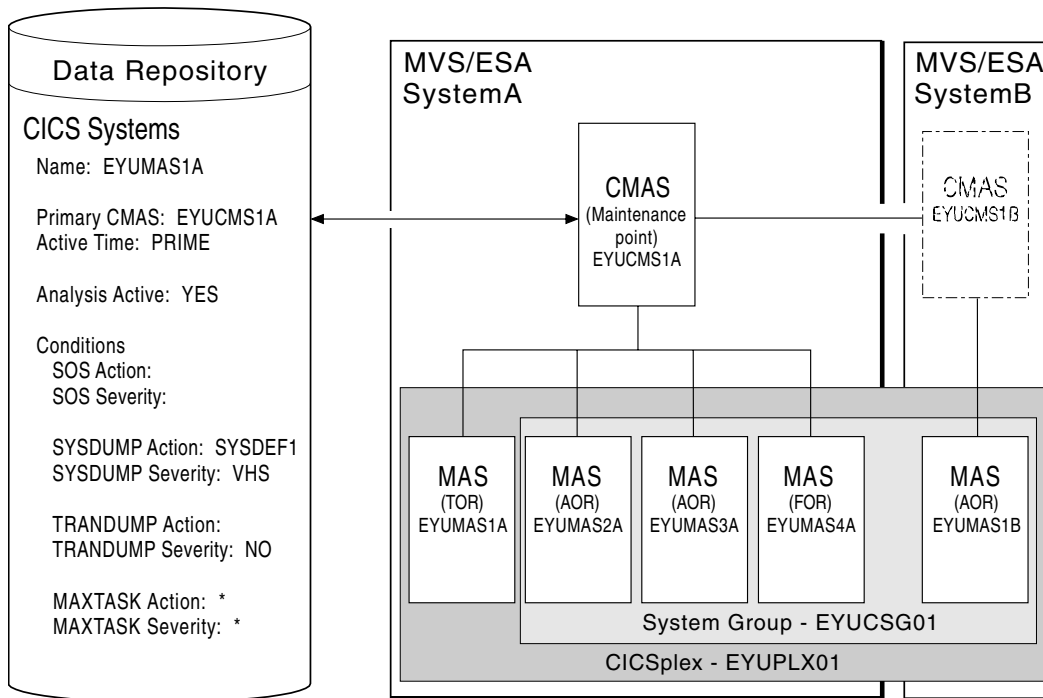 Data Repository
CICS Systems
Name: EYUMAS1A
Primary CMAS: EYUCMS1A
Active Time: PRIME
Analysis Active: YES
Conditions
SOS Action:
SOS Severity:
SYSDUMP Action: SYSDEF1
SYSDUMP Severity: VHS
TRANDUMP Action:
TRANDUMP Severity: NO
MAXTASK Action: *
MAXTASK Severity: *
MVS/ESA
SystemA
CMAS
(Maintenance
point)
EYUCMS1A
MVS/ESA
SystemB
CMAS
EYUCMS1B
MAS
(TOR)
EYUMAS1A
MAS
(AOR)
EYUMAS2A
MAS
(AOR)
EYUMAS3A
MAS
(FOR)
EYUMAS4A
MAS
(AOR)
EYUMAS1B
System Group - EYUCSG01
CICSplex - EYUPLX01